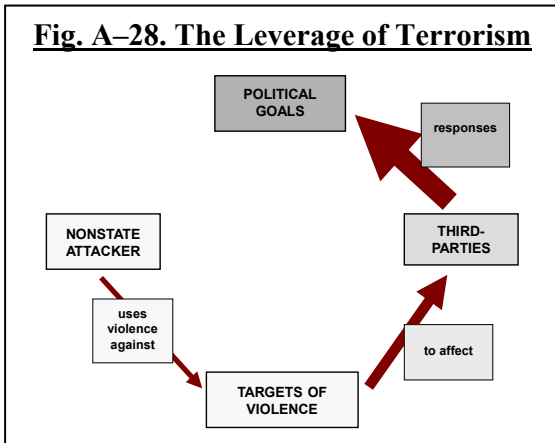 Fig. A–28. The Leverage of Terrorism
POLITICAL
GOALS
responses
NONSTATE
ATTACKER
THIRD-
PARTIES
uses
violence
against
to affect
TARGETS OF
VIOLENCE